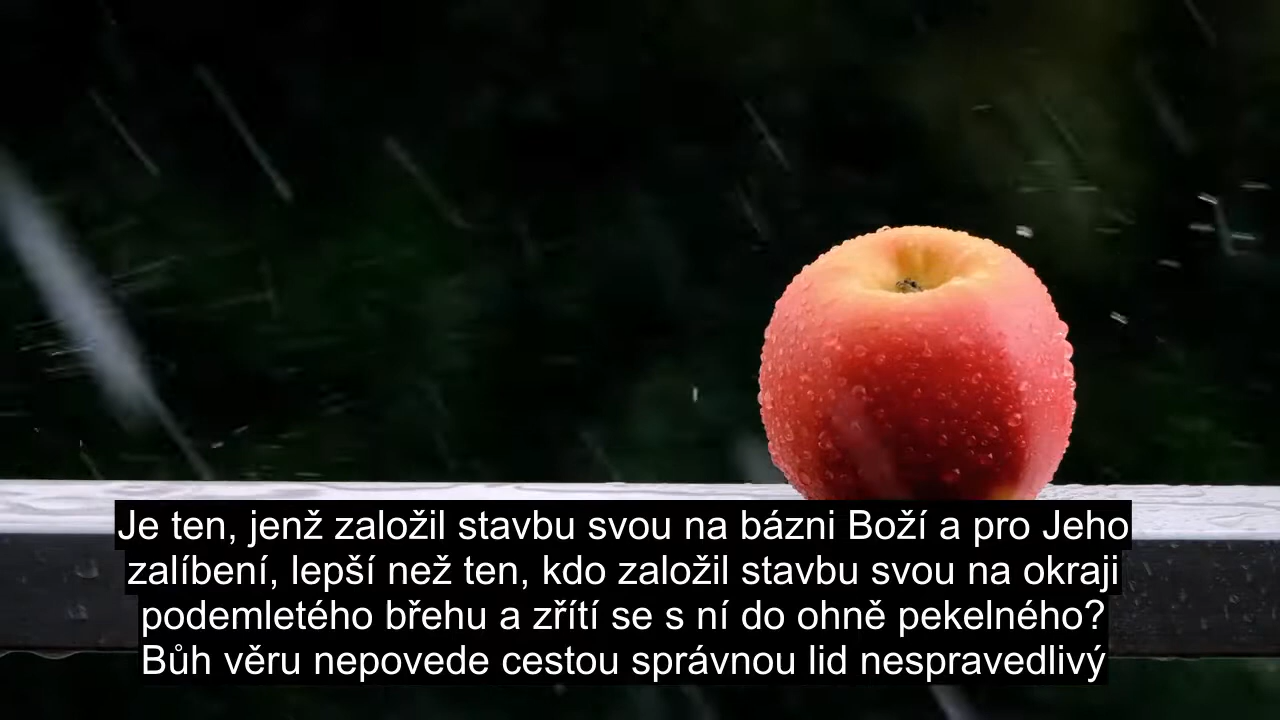 Je ten, jenž založil stavbu svou na bázni Boží a pro Jeho
zalíbení, lepší než ten, kdo založil stavbu svou na okraji
podemletého břehu a zřítí se s ní do ohně pekelného?
Bůh věru nepovede cestou správnou lid nespravedlivý